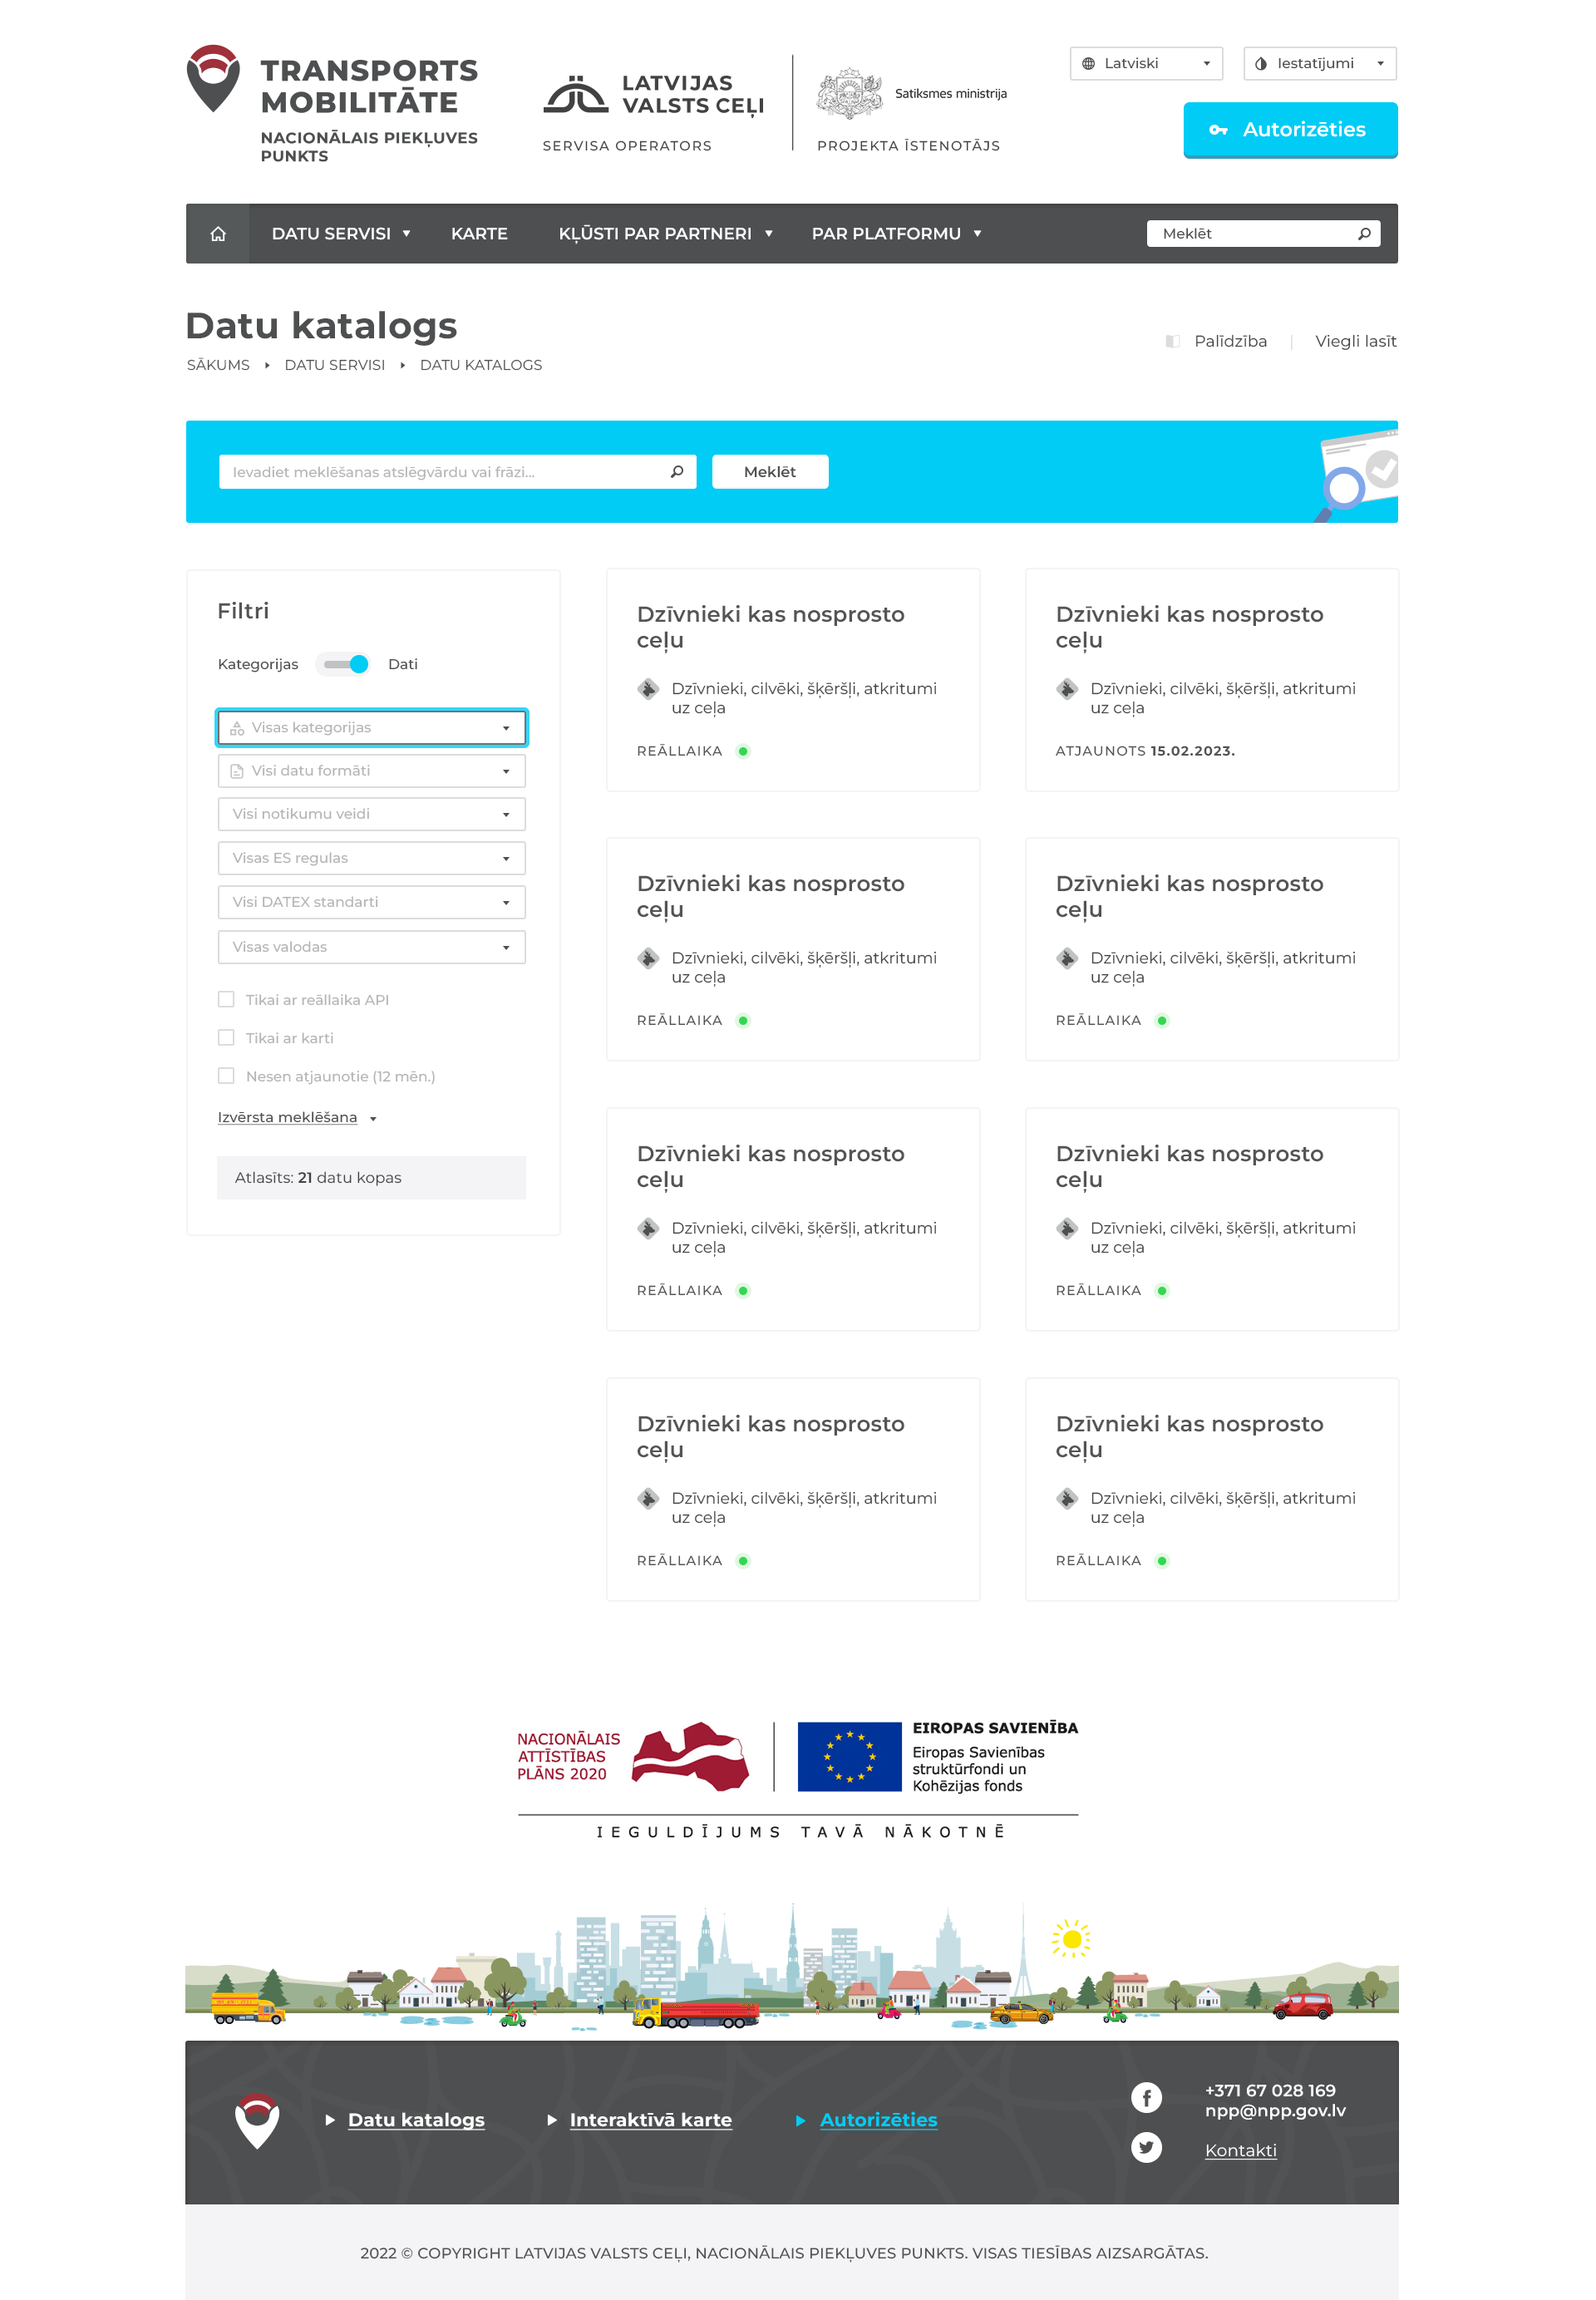 TRANSPORTS
MOBILITĀTE
NACIONĀLAIS PIEKĻUVES
PUNKTS
LATVIJAS
VALSTS CEĻI
SERVISA OPERATORS
Satiksmes ministrija
PROJEKTA ĪSTENOTĀJS
Latviski
Iestatījumi
Autorizēties
DATU SERVISI
KARTE
KĻŪSTI PAR PARTNERI
PAR PLATFORMU
Meklēt
Datu katalogs
SĀKUMS
DATU SERVISI
DATU KATALOGS
Palīdzība
Viegli lasīt
Ievadiet meklēšanas atslēgvārdu vai frāzi...
Meklēt
Filtri
Kategorijas
Dati
Visas kategorijas
Visi datu formāti
Visi notikumu veidi
Visas ES regulas
Visi DATEX standarti
Visas valodas
Tikai ar reāllaika API
Tikai ar karti
Nesen atjaunotie (12 mēn.)
Izvērsta meklēšana
Atlasīts: 21 datu kopas
Dzīvnieki kas nosprosto
ceļu
Dzīvnieki, cilvēki, šķēršļi, atkritumi
uz ceļa
REĀLLAIKA
Dzīvnieki kas nosprosto
ceļu
Dzīvnieki, cilvēki, šķēršļi, atkritumi
uz ceļa
ATJAUNOTS 15.02.2023.
Dzīvnieki kas nosprosto
ceļu
Dzīvnieki, cilvēki, šķēršļi, atkritumi
uz ceļa
REĀLLAIKA
Dzīvnieki kas nosprosto
ceļu
Dzīvnieki, cilvēki, šķēršļi, atkritumi
uz ceļa
REĀLLAIKA
Dzīvnieki kas nosprosto
ceļu
Dzīvnieki, cilvēki, šķēršļi, atkritumi
uz ceļa
REĀLLAIKA
Dzīvnieki kas nosprosto
ceļu
Dzīvnieki, cilvēki, šķēršļi, atkritumi
uz ceļa
REĀLLAIKA
Dzīvnieki kas nosprosto
ceļu
Dzīvnieki, cilvēki, šķēršļi, atkritumi
uz ceļa
REĀLLAIKA
Dzīvnieki kas nosprosto
ceļu
Dzīvnieki, cilvēki, šķēršļi, atkritumi
uz ceļa
REĀLLAIKA
NACIONĀLAIS
ATTĪSTĪBAS
PLĀNS 2020
EIROPAS SAVIENĪBA
Eiropas Savienības
struktūrfondi un
Kohēzijas fonds
IEGULDĪJUMS TAVĀ NĀKOTNĒ
Datu katalogs
Interaktīvā karte
Autorizēties
+371 67 028 169
npp@npp.gov.lv
Kontakti
2022 © COPYRIGHT LATVIJAS VALSTS CEĻI, NACIONĀLAIS PIEKĻUVES PUNKTS. VISAS TIESĪBAS AIZSARGĀTAS.